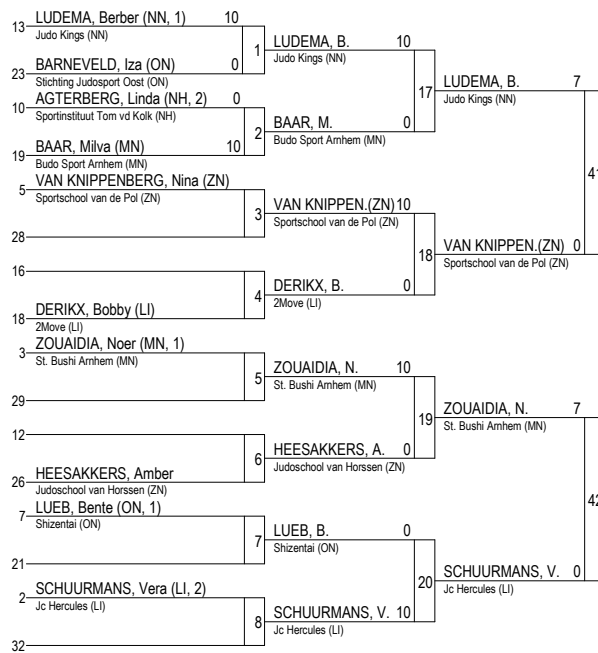 13 LUDEMA, Berber (NN, 1) 10
Judo Kings (NN)
1 LUDEMA, B. 10
Judo Kings (NN)
23 BARNEVELD, Iza (ON) 0
Stichting Judosport Oost (ON)
17 LUDEMA, B. 7
Judo Kings (NN)
10 AGTERBERG, Linda (NH, 2) 0
Sportinstituut Tom vd Kolk (NH)
2 BAAR, M. 0
Budo Sport Arnhem (MN)
19 BAAR, Milva (MN) 10
Budo Sport Arnhem (MN)
41
5 VAN KNIPPENBERG, Nina (ZN)
Sportschool van de Pol (ZN)
3 VAN KNIPPEN.(ZN) 10
Sportschool van de Pol (ZN)
28
18 VAN KNIPPEN.(ZN) 0
Sportschool van de Pol (ZN)
16
4 DERIKX, B. 0
2Move (LI)
18 DERIKX, Bobby (LI)
2Move (LI)
3 ZOUAIDIA, Noer (MN, 1)
St. Bushi Arnhem (MN)
5 ZOUAIDIA, N. 10
St. Bushi Arnhem (MN)
29
19 ZOUAIDIA, N. 7
St. Bushi Arnhem (MN)
12
6 HEESAKKERS, A. 0
Judoschool van Horssen (ZN)
26 HEESAKKERS, Amber
Judoschool van Horssen (ZN)
42
7 LUEB, Bente (ON, 1)
Shizentai (ON)
7 LUEB, B. 0
Shizentai (ON)
21
20 SCHUURMANS, V. 0
Jc Hercules (LI)
2 SCHUURMANS, Vera (LI, 2)
Jc Hercules (LI)
8 SCHUURMANS, V. 10
Jc Hercules (LI)
32